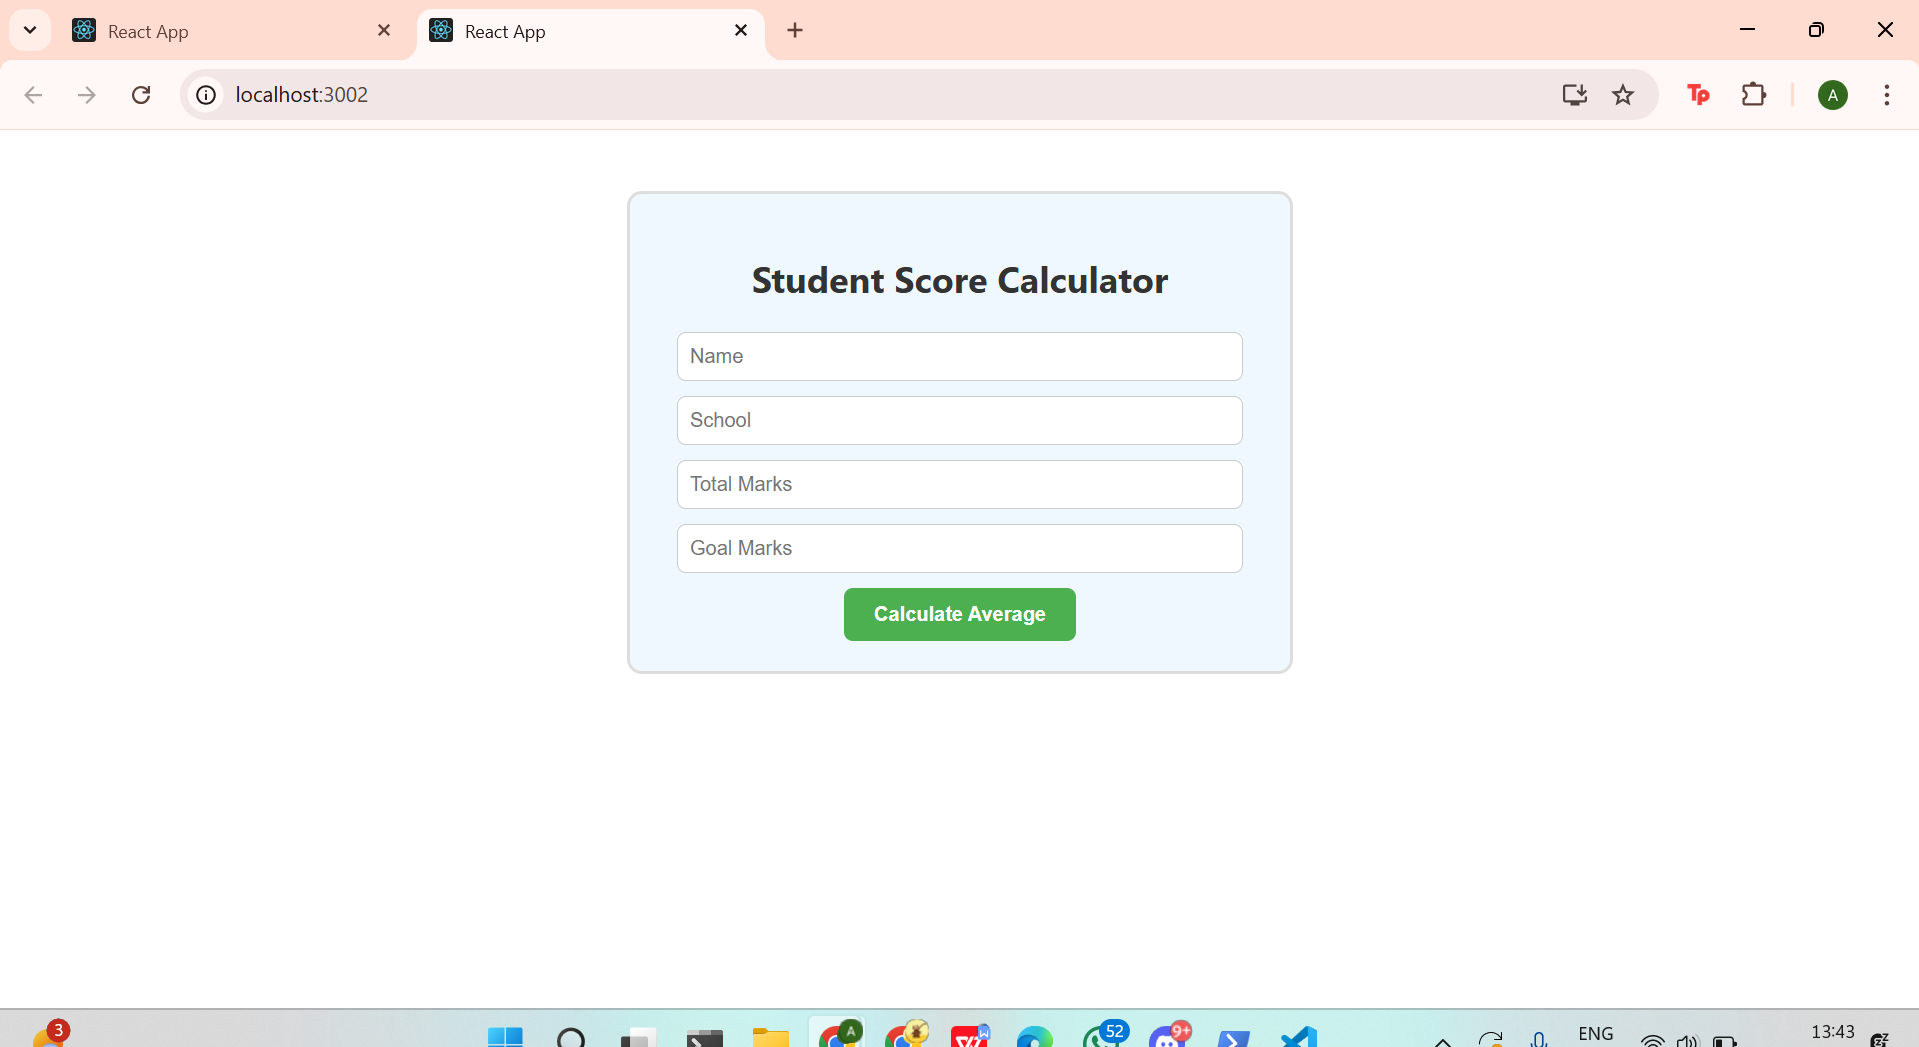 React App
React App
localhost:3002
Tp
A
Student Score Calculator
Name
School
Total Marks
Goal Marks
Calculate Average
3
A
W
52
9+
ENG
13:43